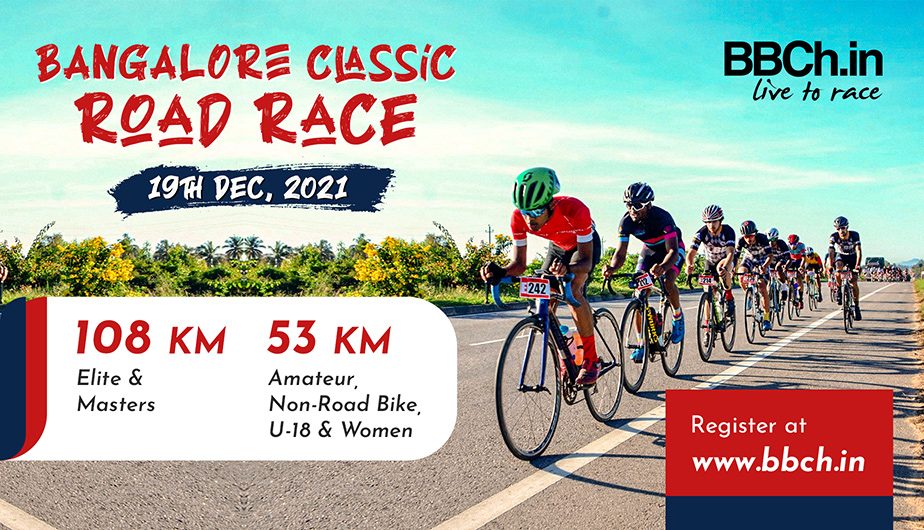 BANGALORE CLASSIC
ROAD RACE
19TH DEC, 2021
BBCh.in
live to race
108 KM
Elite &
Masters
53 KM
Amateur,
Non-Road Bike,
U-18 & Women
242
Register at
www.bbch.in